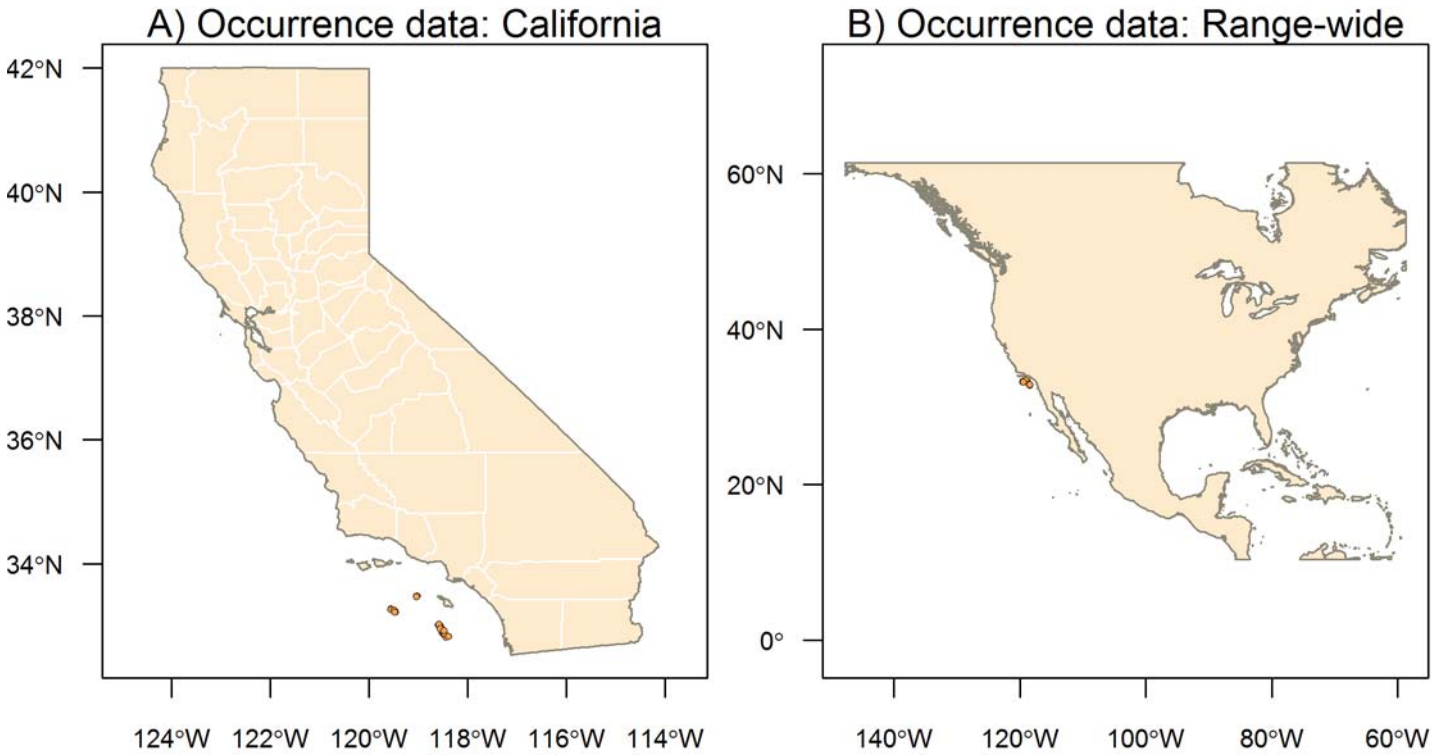 A) Occurrence data: California
B) Occurrence data: Range-wide
42°N
40°N
38°N
36°N
34°N
124°W 122°W 120°W 118°W 116°W 114°W
60°N
40°N
20°N
0°
140°W 120°W 100°W 80°W 60°W